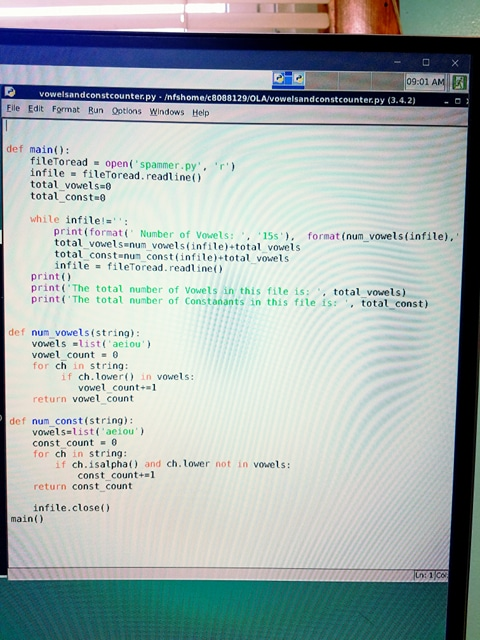 09:01 AM
vowelsandconstcounter.py - /nfshome/c8088129/OLA/vowelsandconstcounter.py (3.4.2)
File Edit Format Run Options Windows Help
def main():
    fileToread = open('spammer.py', 'r')
    infile = fileToread.readline()
    total_vowels=0
    total_const=0
    while infile!='':
        print(format(' Number of Vowels: ', '15s'),  format(num_vowels(infile),'
        total_vowels=num_vowels(infile)+total_vowels
        total_const=num_const(infile)+total_vowels
        infile = fileToread.readline()
    print()
    print('The total number of Vowels in this file is: ', total_vowels)
    print('The total number of Constanants in this file is: ', total_const)
def num_vowels(string):
    vowels =list('aeiou')
    vowel_count = 0
    for ch in string:
        if ch.lower() in vowels:
            vowel_count+=1
    return vowel_count
def num_const(string):
    vowels=list('aeiou')
    const_count = 0
    for ch in string:
        if ch.isalpha() and ch.lower not in vowels:
            const_count+=1
    return const_count
    infile.close()
main()
Ln: 1 Co